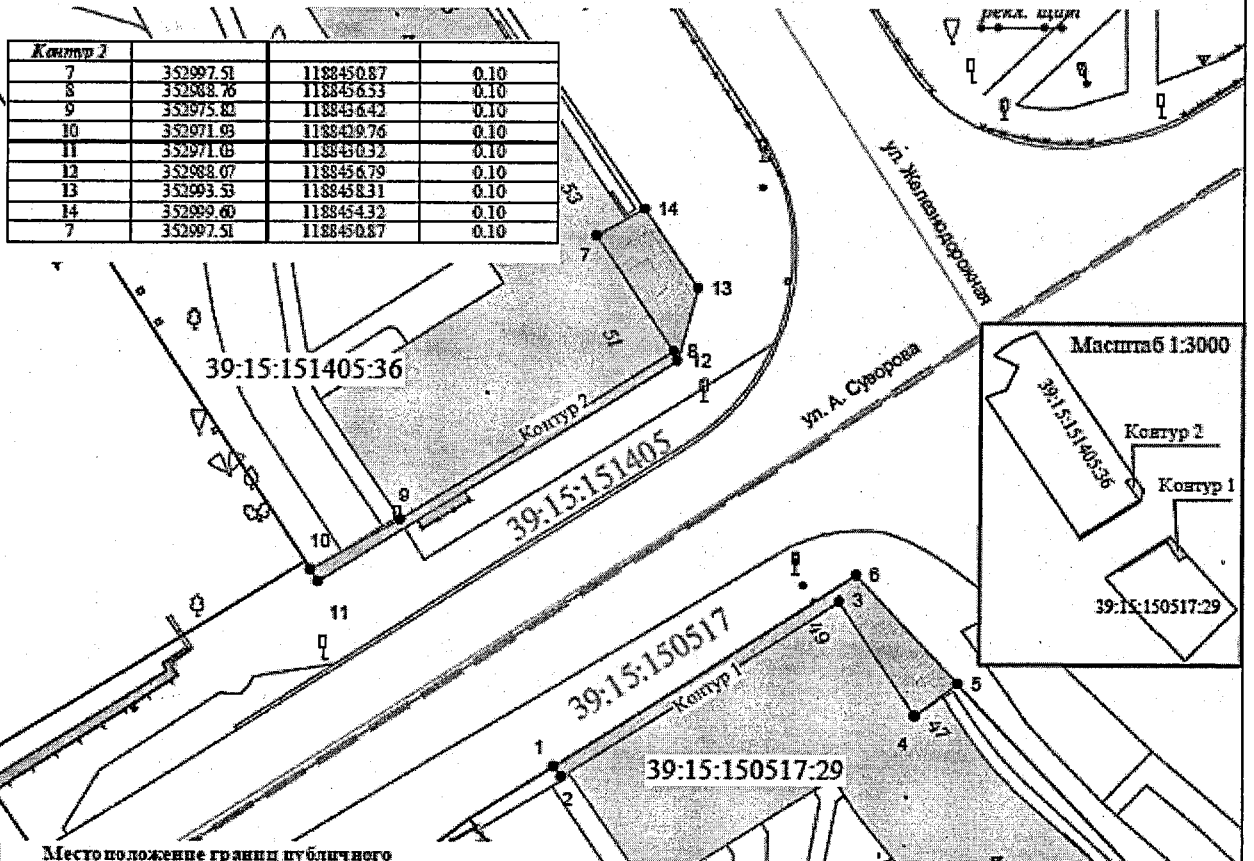 рекл. щит
Контур 2
7 352997.51 1188450.87 0.10
8 352988.76 1188456.53 0.10
9 352975.82 1188436.42 0.10
10 352971.93 1188429.76 0.10
11 352971.03 1188430.32 0.10
12 352988.07 1188456.79 0.10
13 352993.53 1188458.31 0.10
14 352999.60 1188454.32 0.10
7 352997.51 1188450.87 0.10
ул. Железнодорожная
53
14
7
13
51
8
12
39:15:151405:36
Контур 2
ул. А. Суворова
39:15:151405
9
10
11
Масштаб 1:3000
39:15:151405:36
Контур 2
Контур 1
39:15:150517:29
6
3
49
39:15:150517
Контур 1
5
4
47
1
2
39:15:150517:29
Местоположение границ публичного